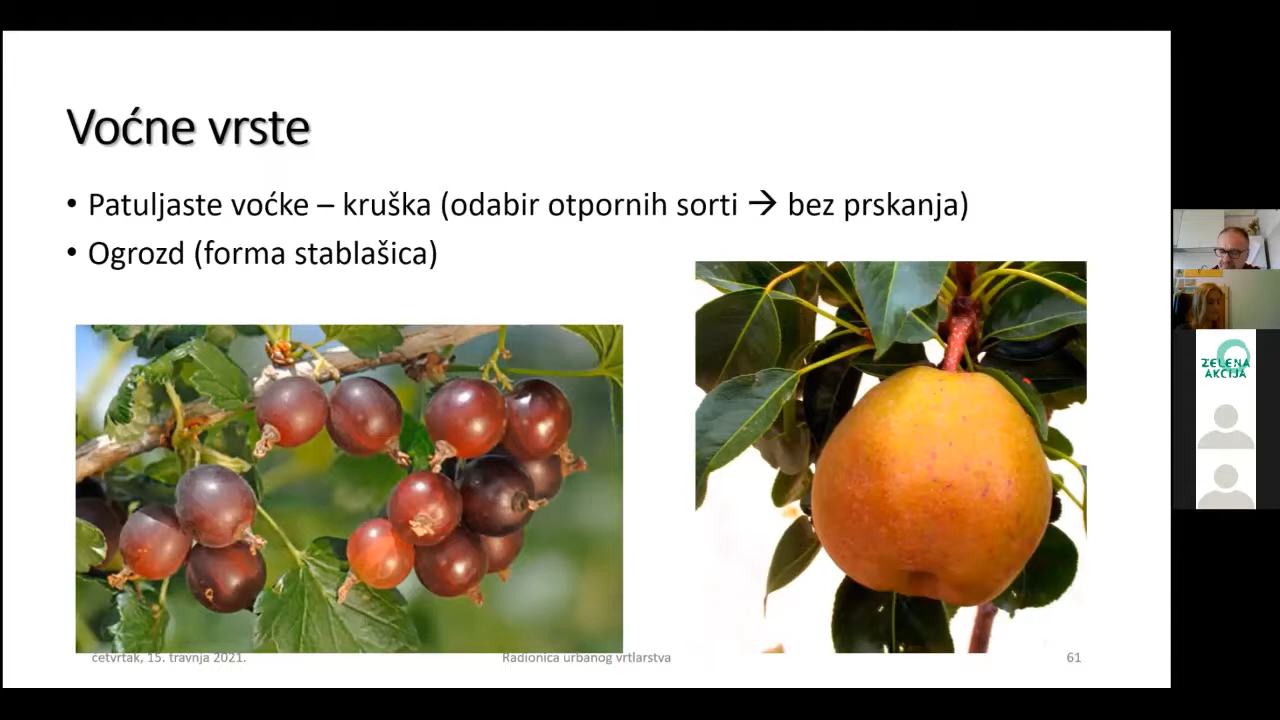 Voćne vrste
• Patuljaste voćke – kruška (odabir otpornih sorti → bez prskanja)
• Ogrozd (forma stablašica)
četvrtak, 15. travnja 2021.
Radionica urbanog vrtlarstva
61
ZELENA
AKCIJA